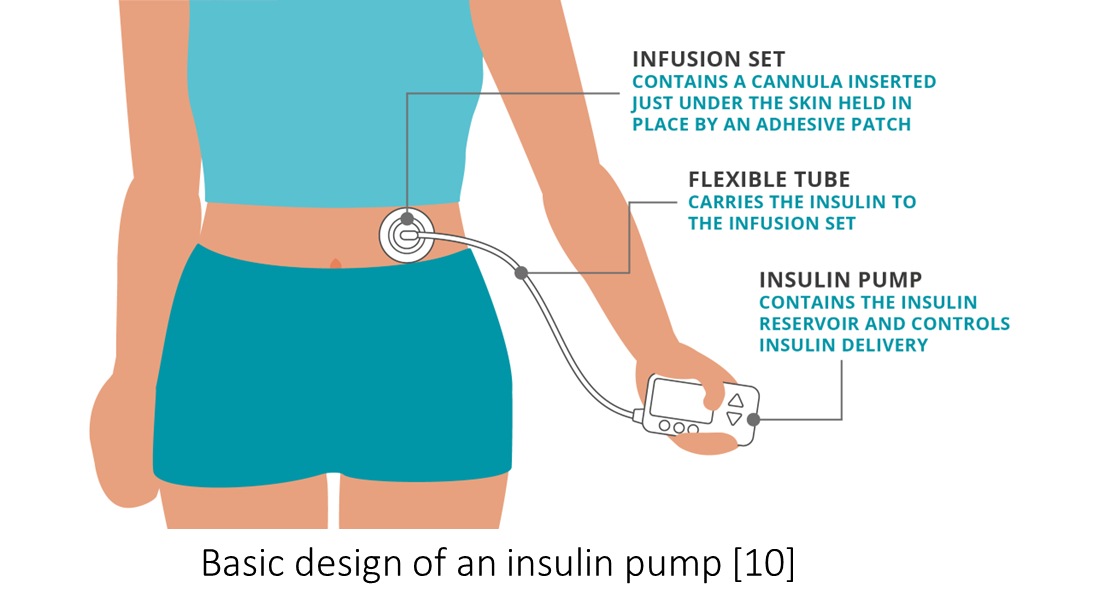 INFUSION SET
CONTAINS A CANNULA INSERTED
JUST UNDER THE SKIN HELD IN
PLACE BY AN ADHESIVE PATCH
FLEXIBLE TUBE
CARRIES THE INSULIN TO
THE INFUSION SET
INSULIN PUMP
CONTAINS THE INSULIN
RESERVOIR AND CONTROLS
INSULIN DELIVERY
Basic design of an insulin pump [10]